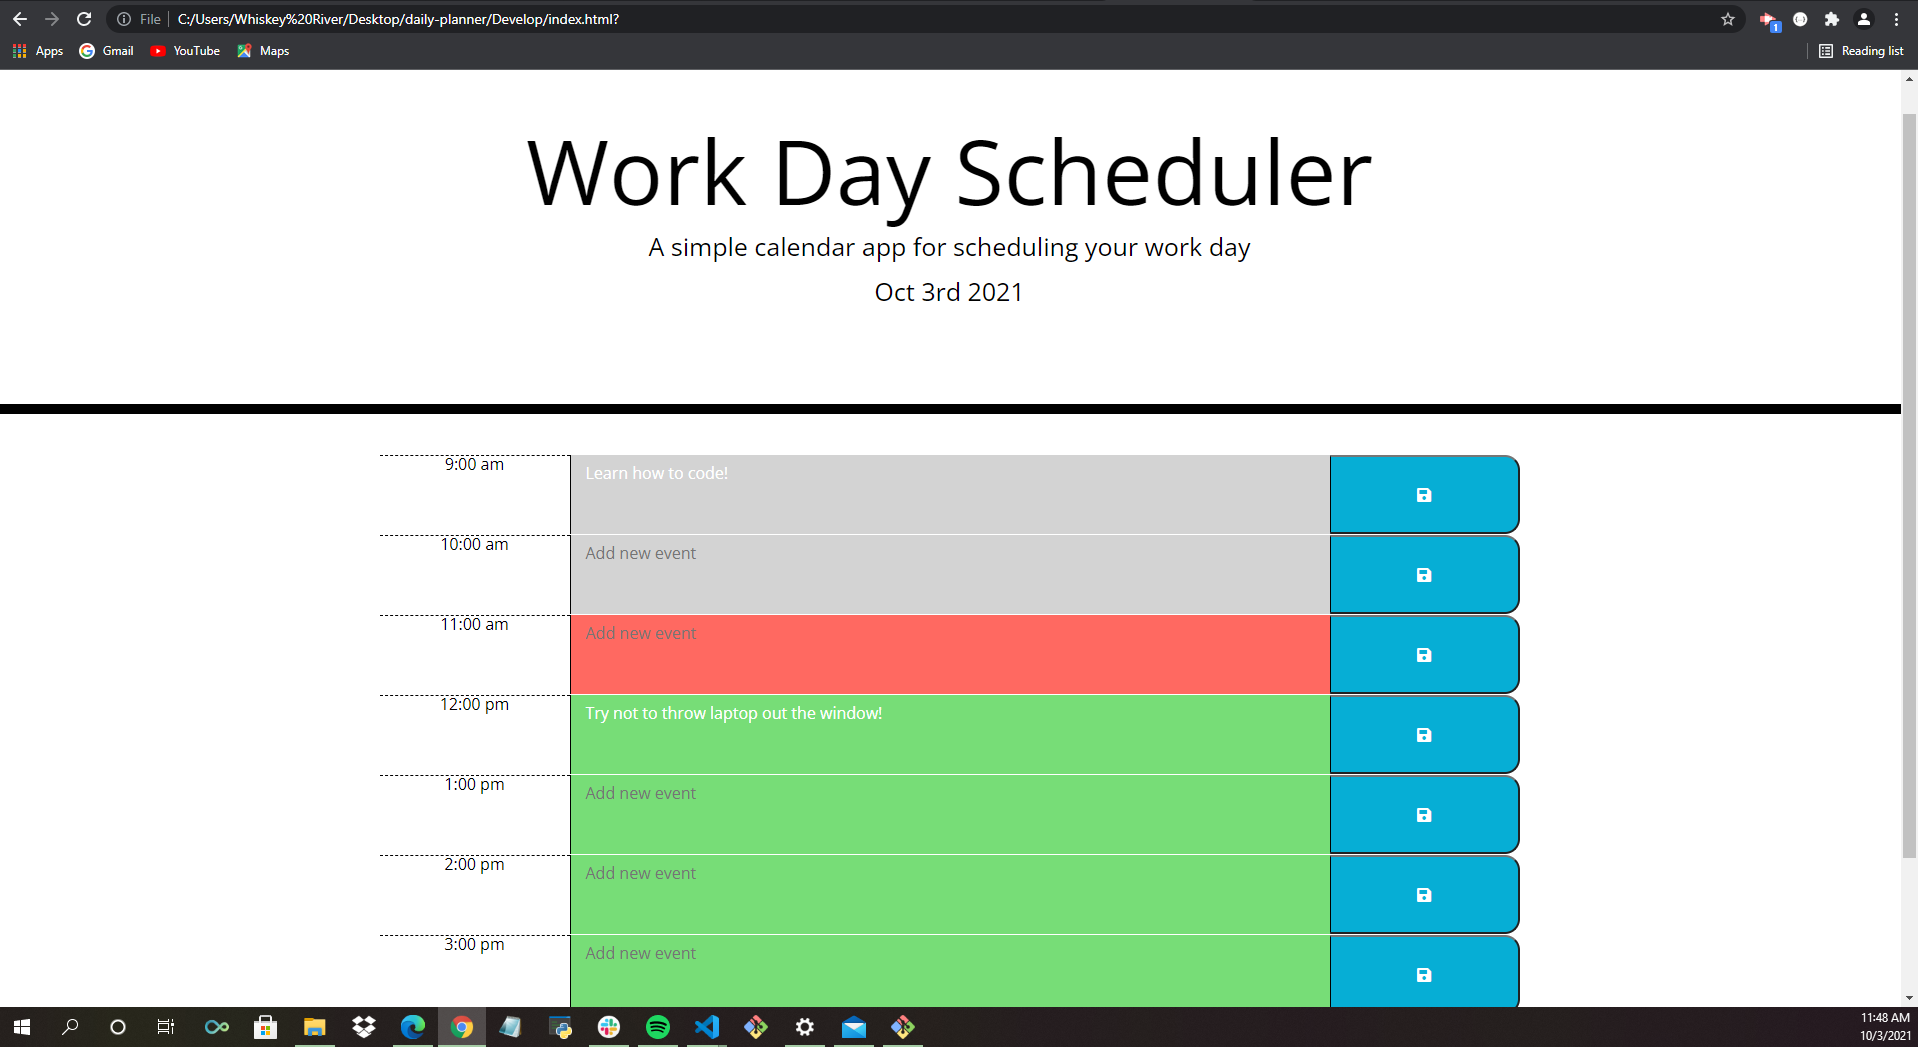 File C:/Users/Whiskey%20River/Desktop/daily-planner/Develop/index.html?
1
Apps Gmail YouTube Maps Reading list
Work Day Scheduler
A simple calendar app for scheduling your work day
Oct 3rd 2021
9:00 am Learn how to code!
10:00 am Add new event
11:00 am Add new event
12:00 pm Try not to throw laptop out the window!
1:00 pm Add new event
2:00 pm Add new event
3:00 pm Add new event
11:48 AM
10/3/2021